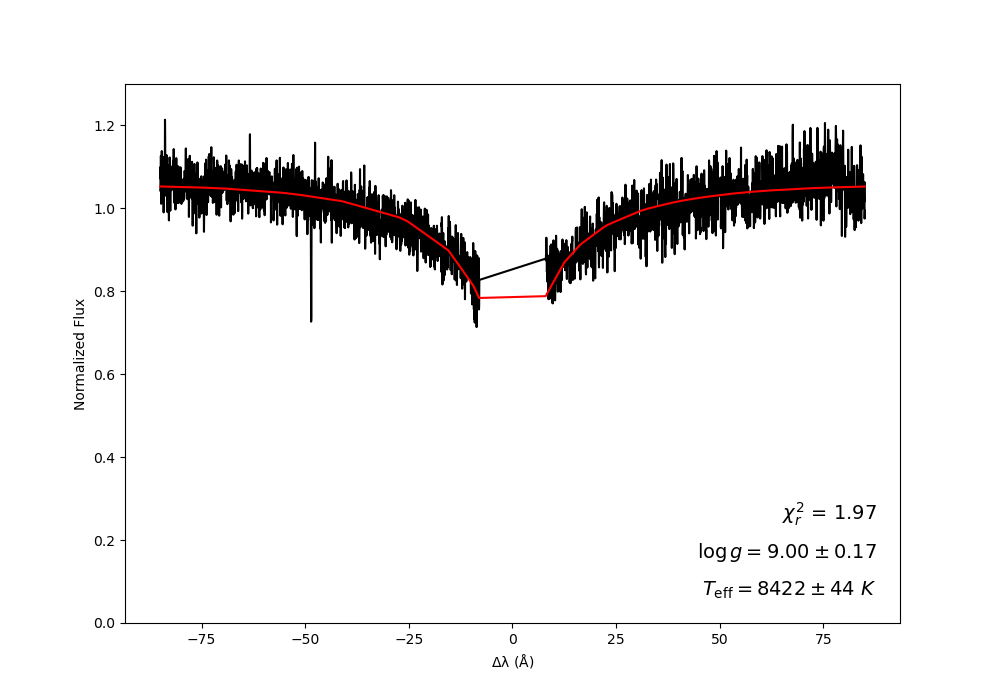 1.2
1.0
0.8
0.6
0.4
0.2
0.0
Normalized Flux
χ²ᵣ = 1.97
log g = 9.00 ± 0.17
T_eff = 8422 ± 44 K
−75 −50 −25 0 25 50 75
Δλ (Å)